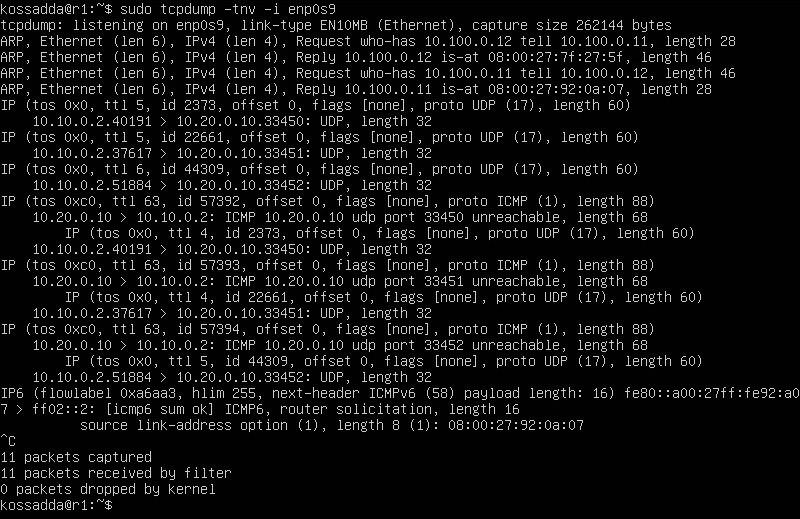 kossadda@r1:~$ sudo tcpdump -tnv -i enp0s9
tcpdump: listening on enp0s9, link-type EN10MB (Ethernet), capture size 262144 bytes
ARP, Ethernet (len 6), IPv4 (len 4), Request who-has 10.100.0.12 tell 10.100.0.11, length 28
ARP, Ethernet (len 6), IPv4 (len 4), Reply 10.100.0.12 is-at 08:00:27:7f:27:5f, length 46
ARP, Ethernet (len 6), IPv4 (len 4), Request who-has 10.100.0.11 tell 10.100.0.12, length 46
ARP, Ethernet (len 6), IPv4 (len 4), Reply 10.100.0.11 is-at 08:00:27:92:0a:07, length 28
IP (tos 0x0, ttl 5, id 2373, offset 0, flags [none], proto UDP (17), length 60)
    10.10.0.2.40191 > 10.20.0.10.33450: UDP, length 32
IP (tos 0x0, ttl 5, id 22661, offset 0, flags [none], proto UDP (17), length 60)
    10.10.0.2.37617 > 10.20.0.10.33451: UDP, length 32
IP (tos 0x0, ttl 6, id 44309, offset 0, flags [none], proto UDP (17), length 60)
    10.10.0.2.51884 > 10.20.0.10.33452: UDP, length 32
IP (tos 0xc0, ttl 63, id 57392, offset 0, flags [none], proto ICMP (1), length 88)
    10.20.0.10 > 10.10.0.2: ICMP 10.20.0.10 udp port 33450 unreachable, length 68
        IP (tos 0x0, ttl 4, id 2373, offset 0, flags [none], proto UDP (17), length 60)
    10.10.0.2.40191 > 10.20.0.10.33450: UDP, length 32
IP (tos 0xc0, ttl 63, id 57393, offset 0, flags [none], proto ICMP (1), length 88)
    10.20.0.10 > 10.10.0.2: ICMP 10.20.0.10 udp port 33451 unreachable, length 68
        IP (tos 0x0, ttl 4, id 22661, offset 0, flags [none], proto UDP (17), length 60)
    10.10.0.2.37617 > 10.20.0.10.33451: UDP, length 32
IP (tos 0xc0, ttl 63, id 57394, offset 0, flags [none], proto ICMP (1), length 88)
    10.20.0.10 > 10.10.0.2: ICMP 10.20.0.10 udp port 33452 unreachable, length 68
        IP (tos 0x0, ttl 5, id 44309, offset 0, flags [none], proto UDP (17), length 60)
    10.10.0.2.51884 > 10.20.0.10.33452: UDP, length 32
IP6 (flowlabel 0xa6aa3, hlim 255, next-header ICMPv6 (58) payload length: 16) fe80::a00:27ff:fe92:a0
7 > ff02::2: [icmp6 sum ok] ICMP6, router solicitation, length 16
          source link-address option (1), length 8 (1): 08:00:27:92:0a:07
^C
11 packets captured
11 packets received by filter
0 packets dropped by kernel
kossadda@r1:~$